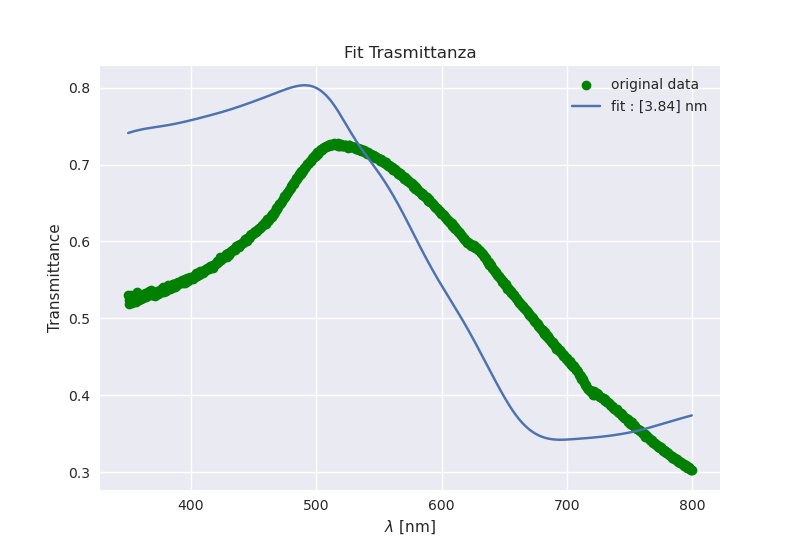 Fit Trasmittanza
original data
fit : [3.84] nm
Transmittance
0.8
0.7
0.6
0.5
0.4
0.3
400 500 600 700 800
λ [nm]